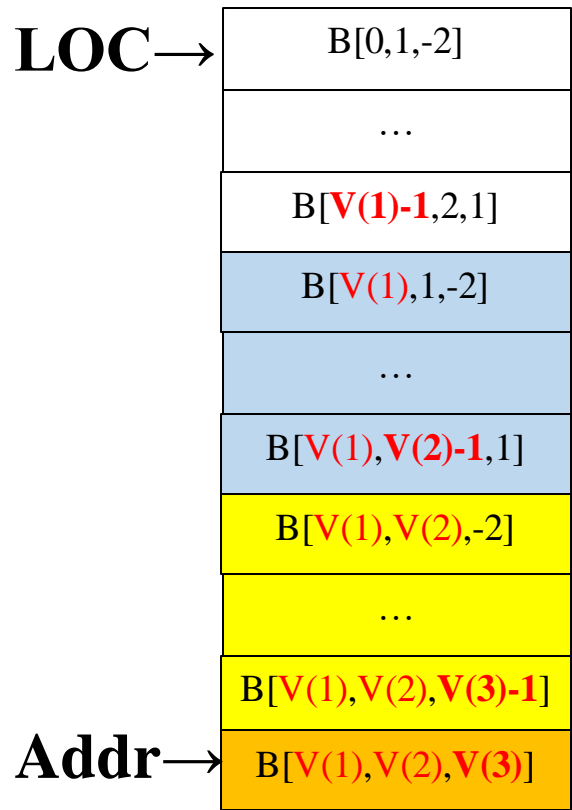 LOC→ B[0,1,-2]
…
B[V(1)-1,2,1]
B[V(1),1,-2]
…
B[V(1),V(2)-1,1]
B[V(1),V(2),-2]
…
B[V(1),V(2),V(3)-1]
Addr→ B[V(1),V(2),V(3)]